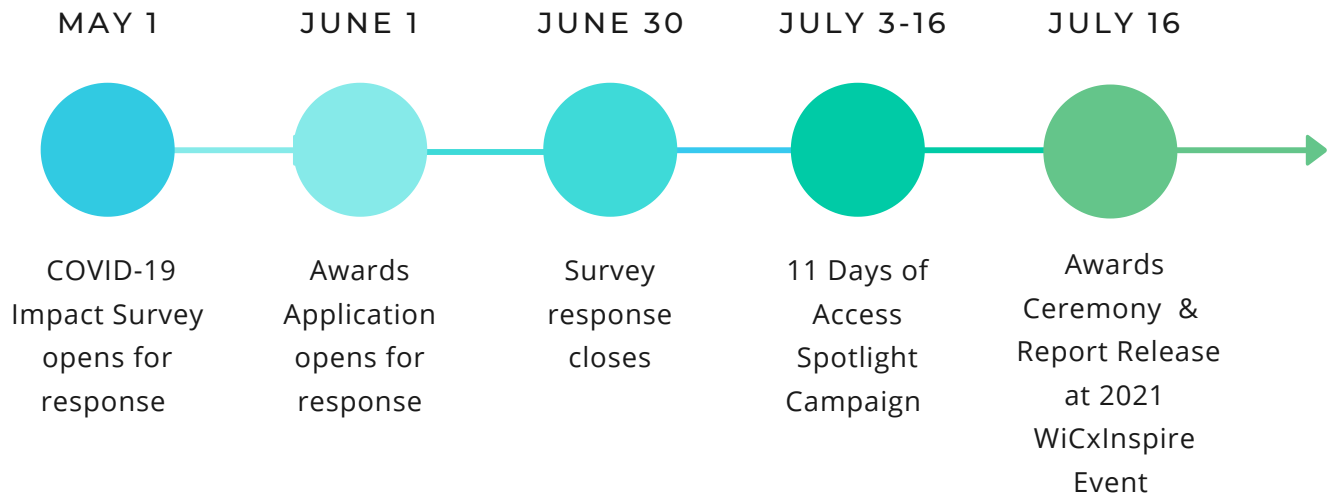 MAY 1
JUNE 1
JUNE 30
JULY 3-16
JULY 16
COVID-19
Impact Survey
opens for
response
Awards
Application
opens for
response
Survey
response
closes
11 Days of
Access
Spotlight
Campaign
Awards
Ceremony &
Report Release
at 2021
WiCxInspire
Event